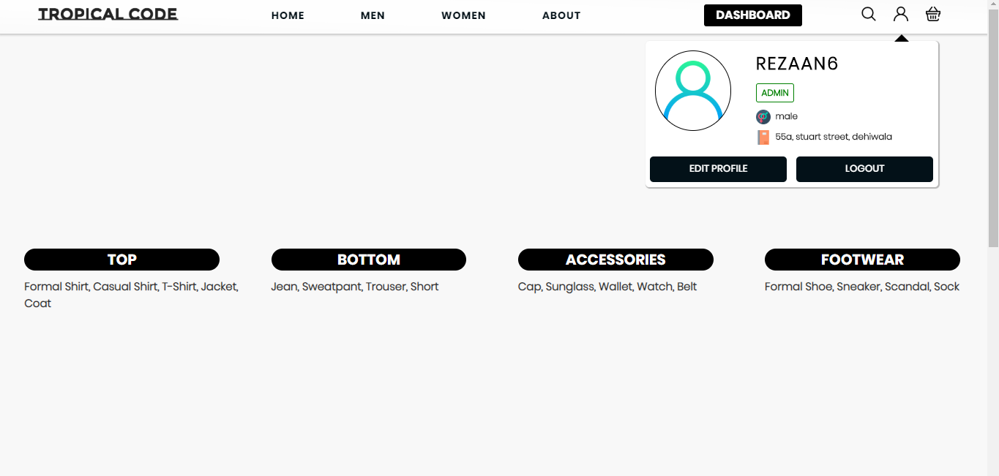 TROPICAL CODE
HOME MEN WOMEN ABOUT DASHBOARD
REZAAN6
ADMIN
male
55a, stuart street, dehiwala
EDIT PROFILE LOGOUT
TOP
Formal Shirt, Casual Shirt, T-Shirt, Jacket,
Coat
BOTTOM
Jean, Sweatpant, Trouser, Short
ACCESSORIES
Cap, Sunglass, Wallet, Watch, Belt
FOOTWEAR
Formal Shoe, Sneaker, Scandal, Sock